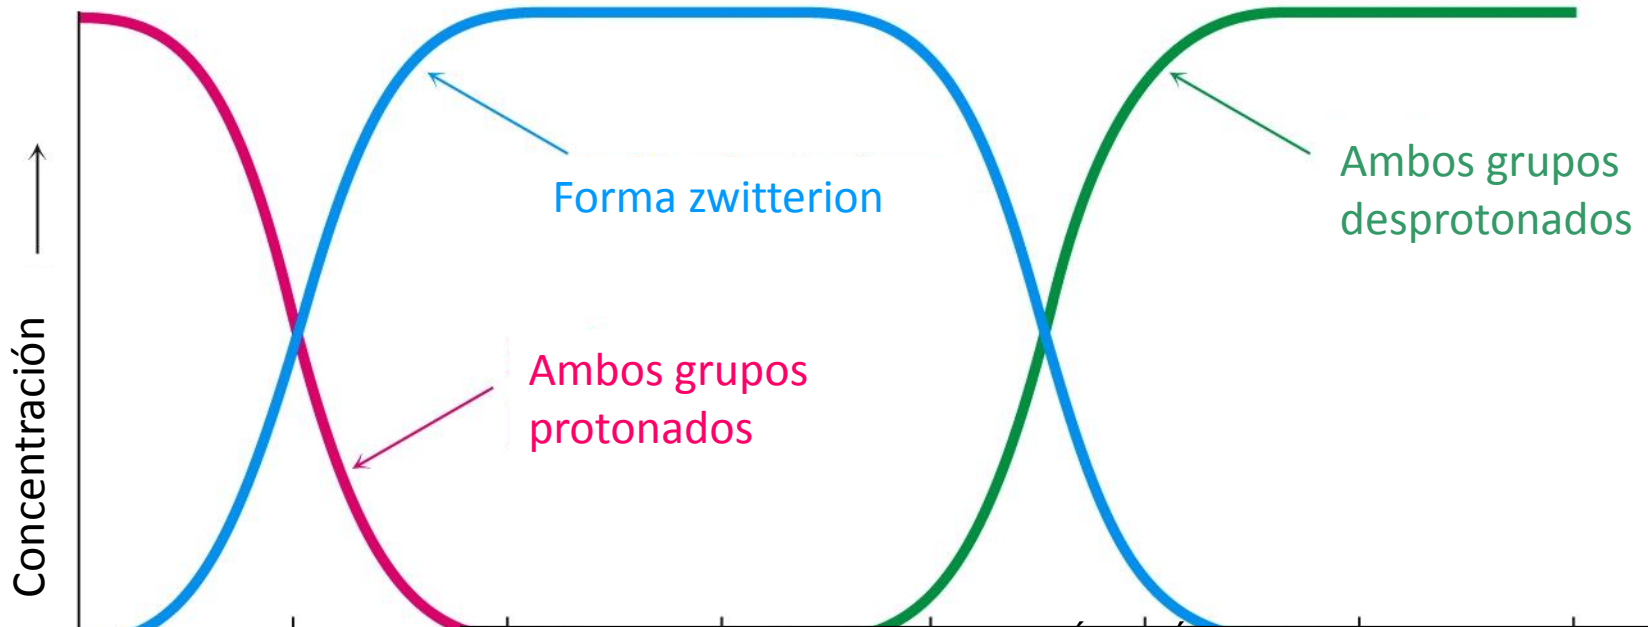 Concentración
Forma zwitterion
Ambos grupos
protonados
Ambos grupos
desprotonados